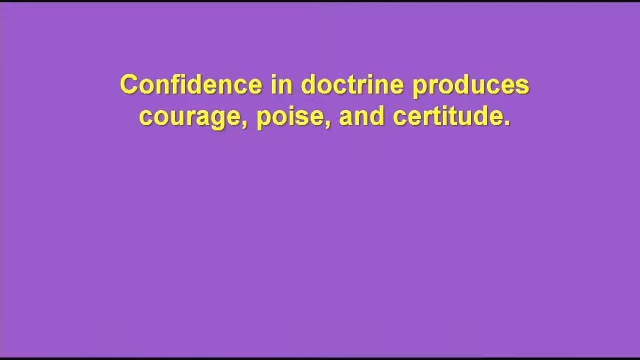 Confidence in doctrine produces
courage, poise, and certitude.